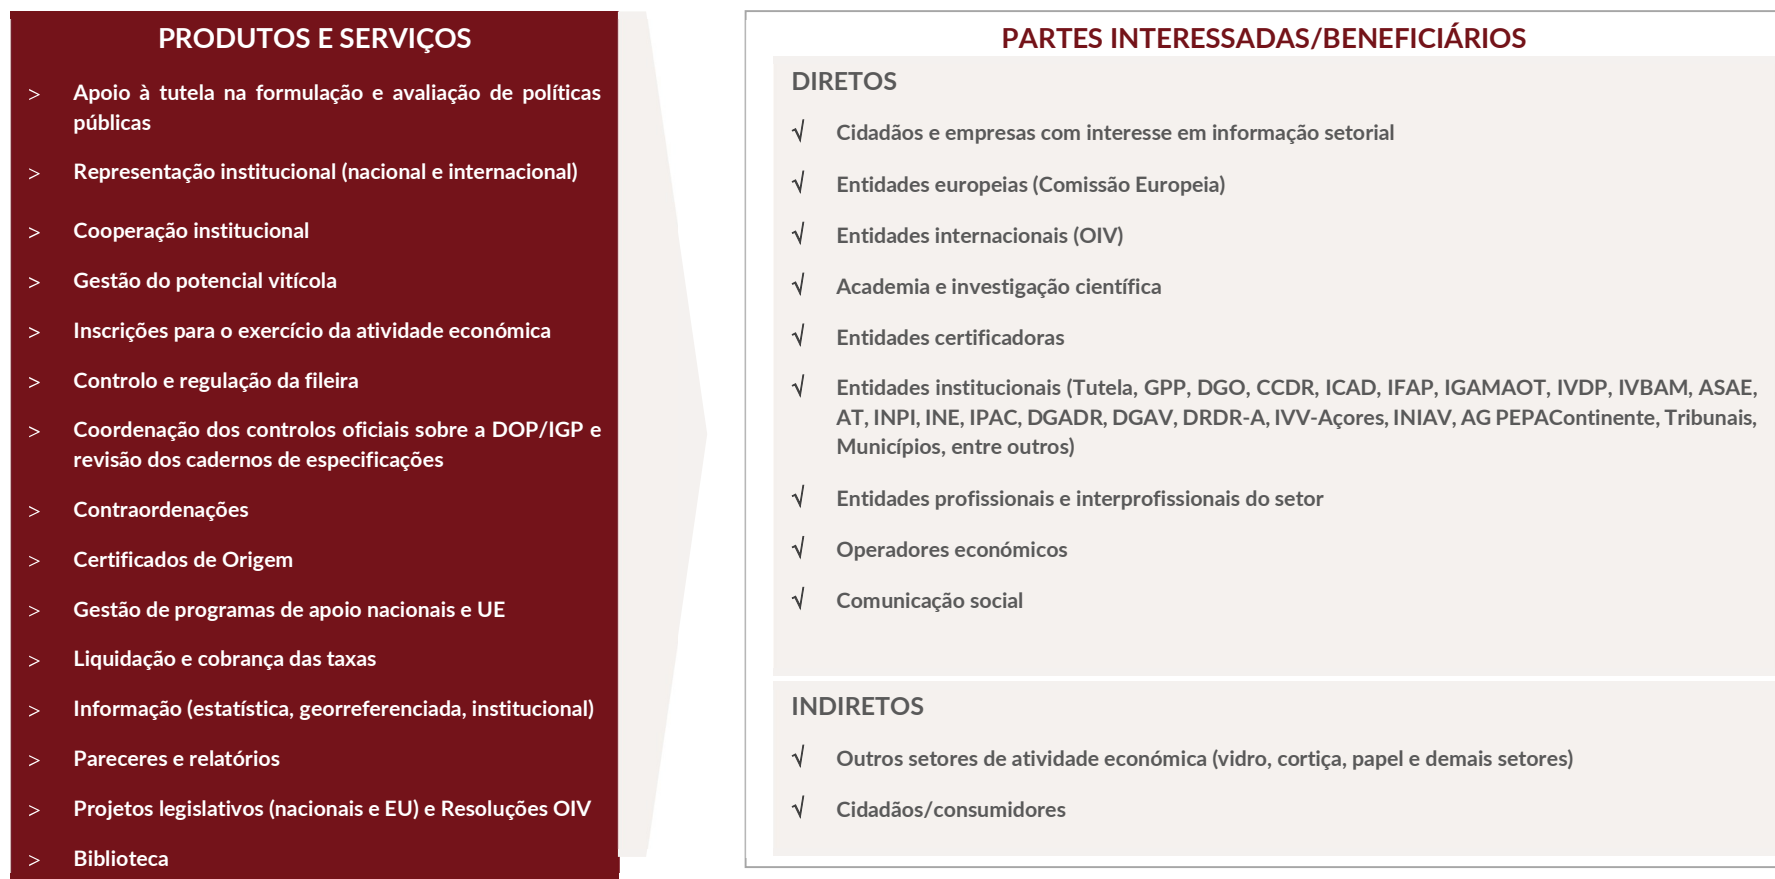 PRODUTOS E SERVIÇOS
> Apoio à tutela na formulação e avaliação de políticas
públicas
> Representação institucional (nacional e internacional)
> Cooperação institucional
> Gestão do potencial vitícola
> Inscrições para o exercício da atividade económica
> Controlo e regulação da fileira
> Coordenação dos controlos oficiais sobre a DOP/IGP e
revisão dos cadernos de especificações
> Contraordenações
> Certificados de Origem
> Gestão de programas de apoio nacionais e UE
> Liquidação e cobrança das taxas
> Informação (estatística, georreferenciada, institucional)
> Pareceres e relatórios
> Projetos legislativos (nacionais e EU) e Resoluções OIV
> Biblioteca
PARTES INTERESSADAS/BENEFICIÁRIOS
DIRETOS
√ Cidadãos e empresas com interesse em informação setorial
√ Entidades europeias (Comissão Europeia)
√ Entidades internacionais (OIV)
√ Academia e investigação científica
√ Entidades certificadoras
√ Entidades institucionais (Tutela, GPP, DGO, CCDR, ICAD, IFAP, IGAMAOT, IVDP, IVBAM, ASAE,
AT, INPI, INE, IPAC, DGADR, DGAV, DRDR-A, IVV-Açores, INIAV, AG PEPAContinente, Tribunais,
Municípios, entre outros)
√ Entidades profissionais e interprofissionais do setor
√ Operadores económicos
√ Comunicação social
INDIRETOS
√ Outros setores de atividade económica (vidro, cortiça, papel e demais setores)
√ Cidadãos/consumidores